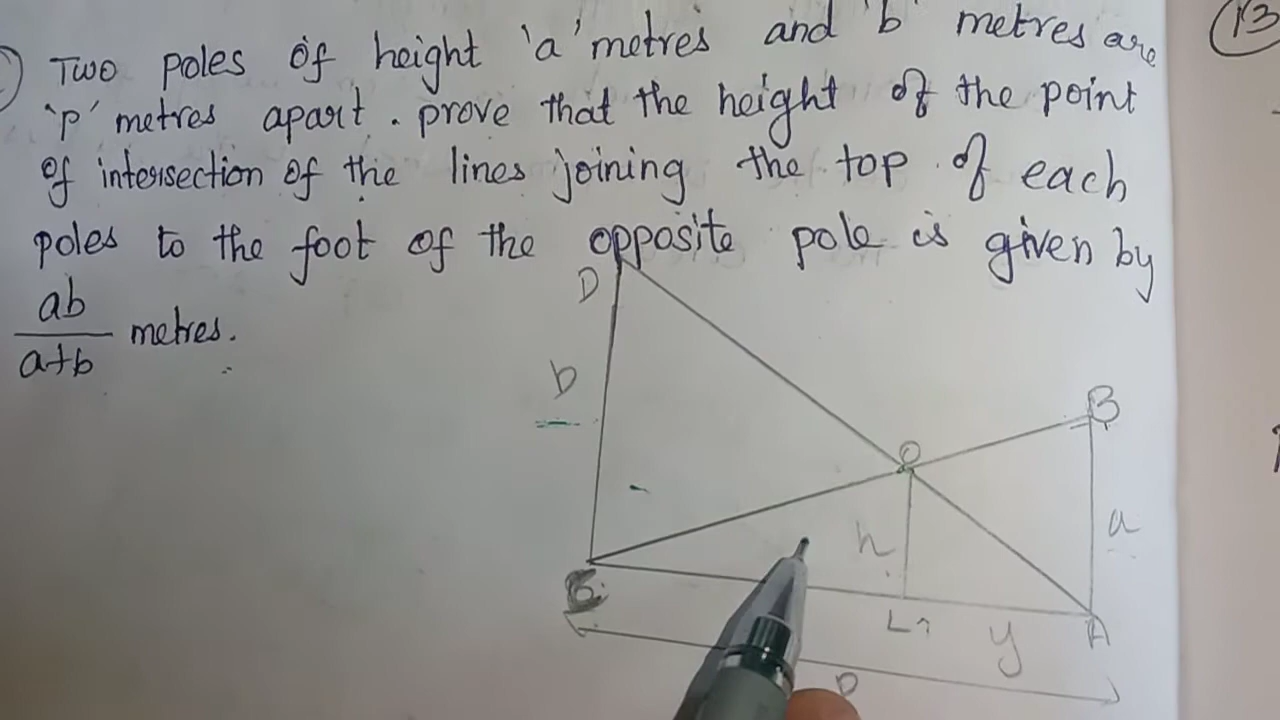 Two poles of height 'a' metres and 'b' metres are
'p' metres apart. prove that the height of the point
of intersection of the lines joining the top of each
poles to the foot of the opposite pole is given by
ab
a+b
metres.
D
b
B
O
h
a
L
y
A
P
13